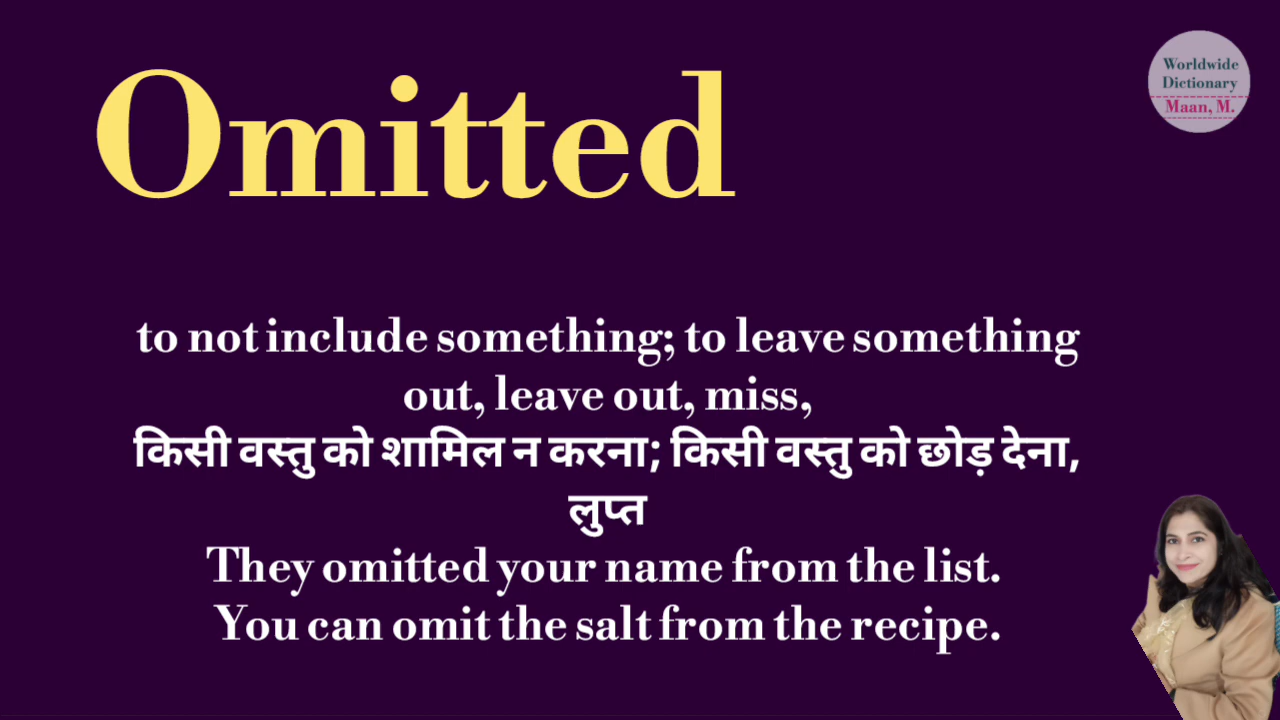 Omitted
Worldwide
Dictionary
Maan, M.
to not include something; to leave something
out, leave out, miss,
किसी वस्तु को शामिल न करना; किसी वस्तु को छोड़ देना,
लुप्त
They omitted your name from the list.
You can omit the salt from the recipe.